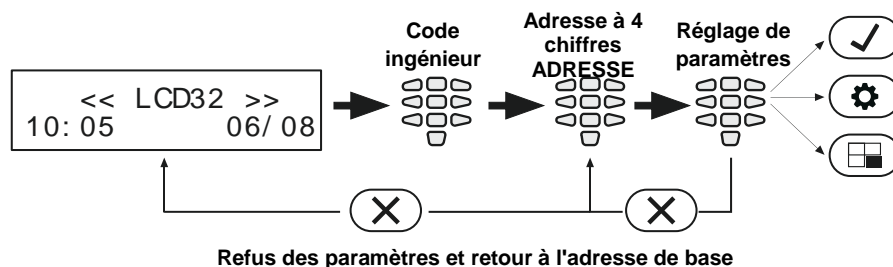 Code
ingénieur
Adresse à 4
chiffres
ADRESSE
Réglage de
paramètres
<< LCD32 >>
10: 05 06/ 08
Refus des paramètres et retour à l'adresse de base